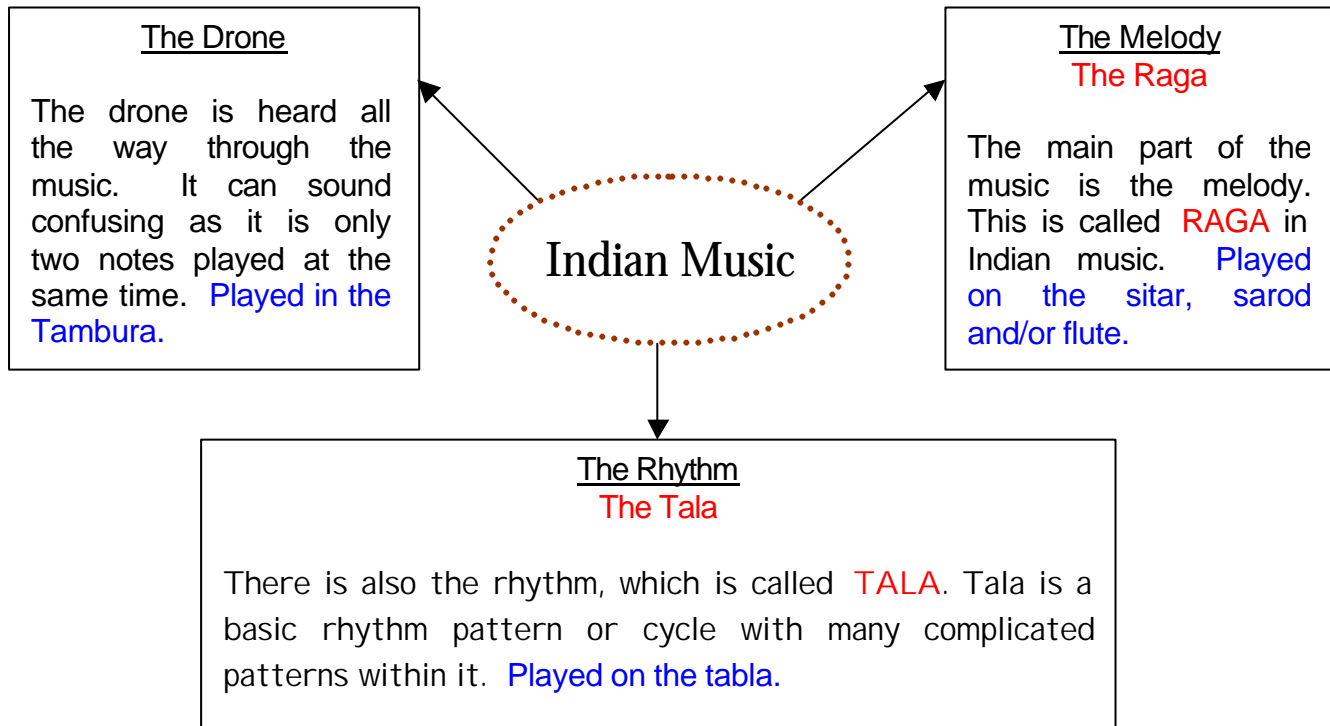 The Drone
The drone is heard all
the way through the
music. It can sound
confusing as it is only
two notes played at the
same time. Played in the
Tambura.
The Melody
The Raga
The main part of the
music is the melody.
This is called RAGA in
Indian music. Played
on the sitar, sarod
and/or flute.
Indian Music
The Rhythm
The Tala
There is also the rhythm, which is called TALA. Tala is a
basic rhythm pattern or cycle with many complicated
patterns within it. Played on the tabla.